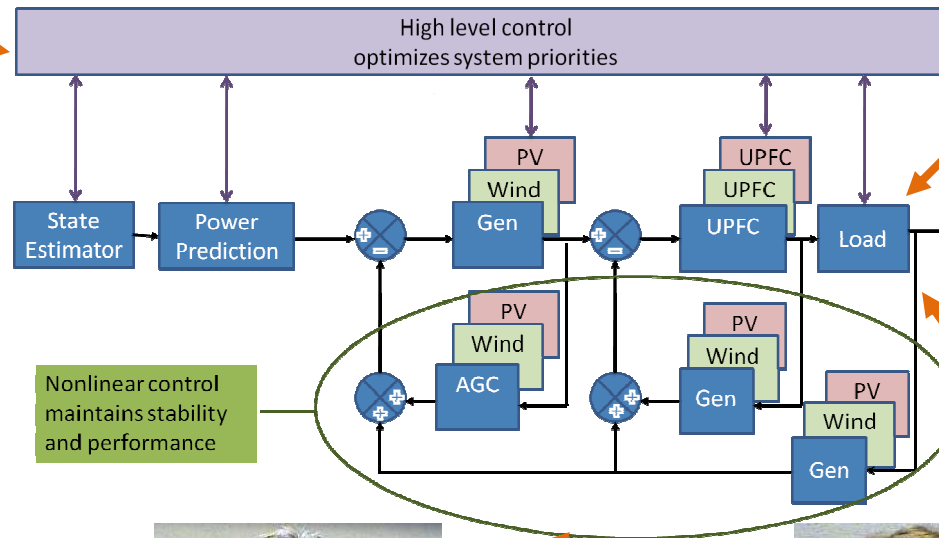 High level control
optimizes system priorities
PV
Wind
Gen
UPFC
UPFC
UPFC
State
Estimator
Power
Prediction
Load
+
−
+
−
PV
Wind
AGC
PV
Wind
Gen
PV
Wind
Gen
+
+
+
+
Nonlinear control
maintains stability
and performance